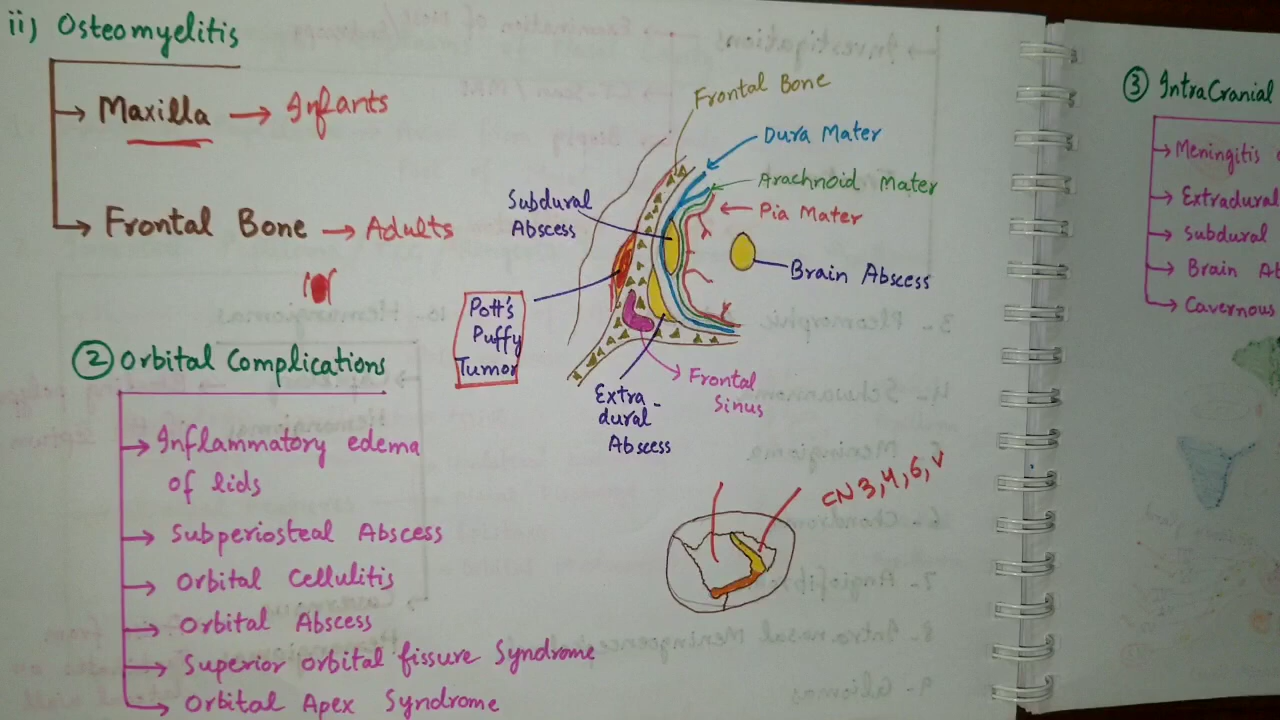 ii) Osteomyelitis
→ Maxilla → Infants
→ Frontal Bone → Adults
② Orbital Complications
→ Inflammatory edema
of lids
→ Subperiosteal Abscess
→ Orbital Cellulitis
→ Orbital Abscess
→ Superior orbital fissure Syndrome
→ Orbital Apex Syndrome
Frontal Bone
Dura Mater
Arachnoid Mater
Pia Mater
Subdural
Abscess
Brain Abscess
Pott's
Puffy
Tumor
Frontal
Sinus
Extra-
dural
Abscess
CN 3,4,6,V
③ IntraCranial
→ Meningitis
→ Extradural
→ Subdural
→ Brain Ab
→ Cavernous